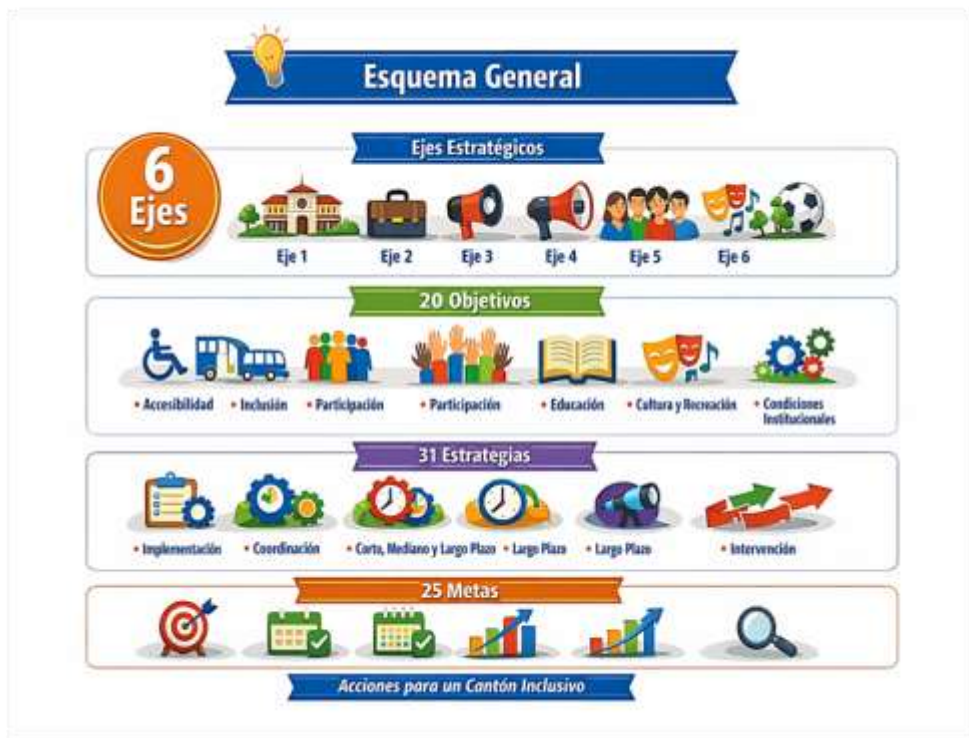 Esquema General
Ejes Estratégicos
6
Ejes
Eje 1
Eje 2
Eje 3
Eje 4
Eje 5
Eje 6
20 Objetivos
• Accesibilidad
• Inclusión
• Participación
• Participación
• Educación
• Cultura y Recreación
• Condiciones
Institucionales
31 Estrategias
• Implementación
• Coordinación
• Corto, Mediano y Largo Plazo
• Largo Plazo
• Largo Plazo
• Intervención
25 Metas
Acciones para un Cantón Inclusivo